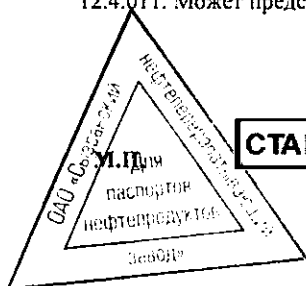 12.4.011. Может предс
ОАО «Сызранский
нефтеперерабатывающий
завод»
М.П.
Для
паспортов
нефтепродуктов
СТА